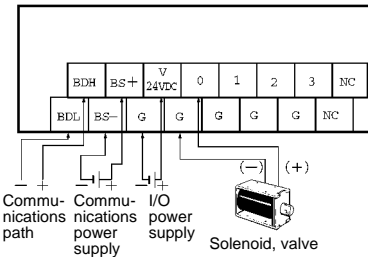 V
BDH BS+ 24VDC 0 1 2 3 NC
BDL BS− G G G G G NC
− + − + − + (−) (+)
Commu-
nications
path
Commu-
nications
power
supply
I/O
power
supply
Solenoid, valve